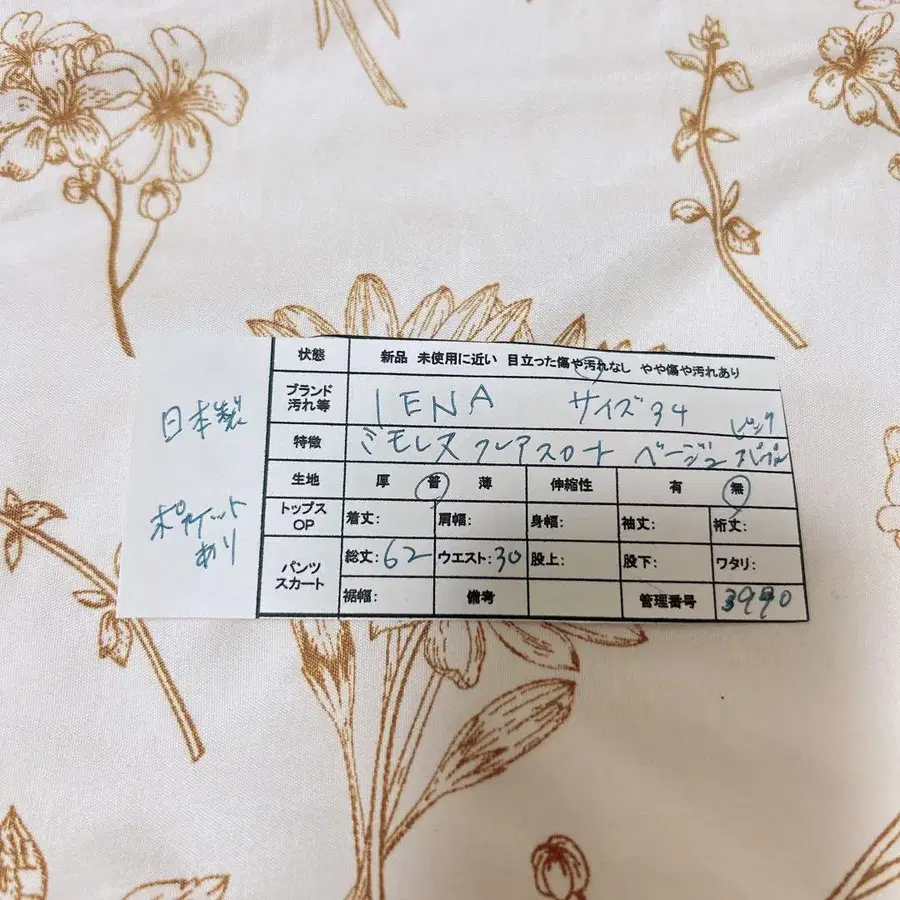 日本製
ポケット
あり
状態 新品 未使用に近い 目立った傷や汚れなし やや傷や汚れあり
ブランド
汚れ等
IENA サイズ34
特徴 ミモレヌフレアスカート ベージュ ピンク
生地 厚 普 薄 伸縮性 有 無
トップス
OP
着丈: 肩幅: 身幅: 袖丈: 裄丈:
パンツ
スカート
総丈:62 ウエスト:30 股上: 股下: ワタリ:
裾幅: 備考 管理番号 3990